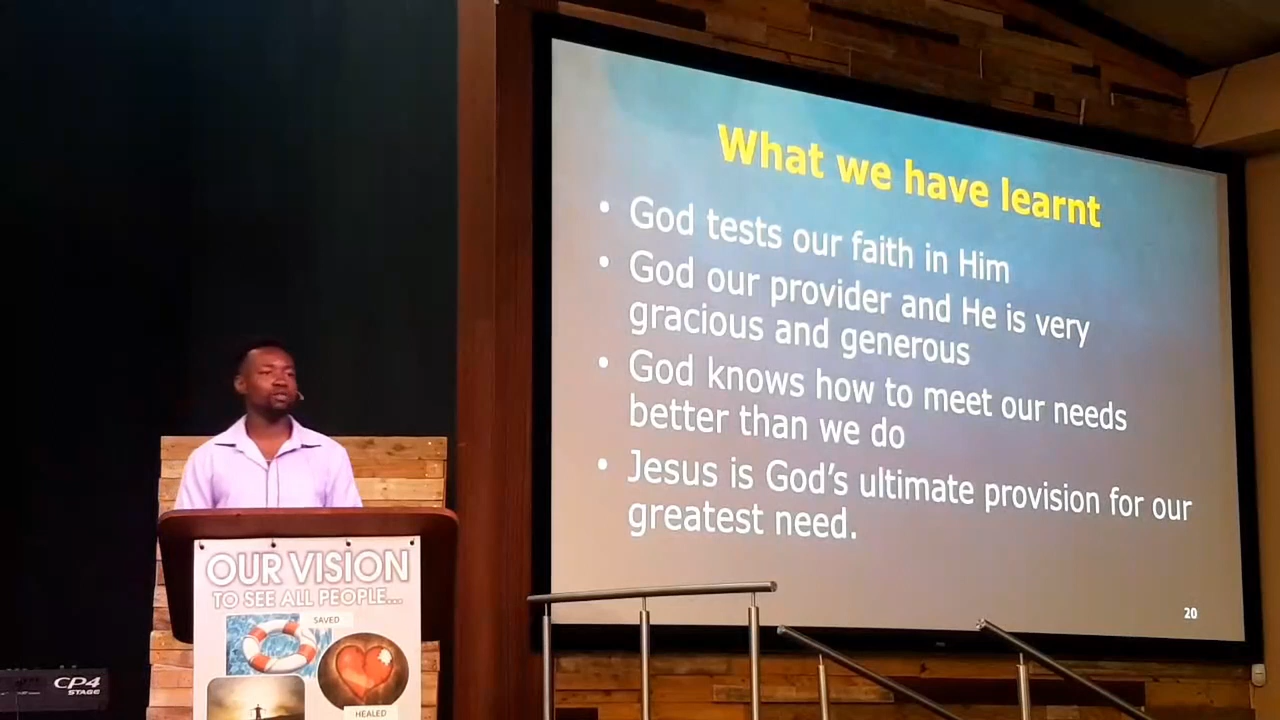 What we have learnt
• God tests our faith in Him
• God our provider and He is very
gracious and generous
• God knows how to meet our needs
better than we do
• Jesus is God's ultimate provision for our
greatest need.
20
OUR VISION
TO SEE ALL PEOPLE...
SAVED
HEALED
CP4
STAGE